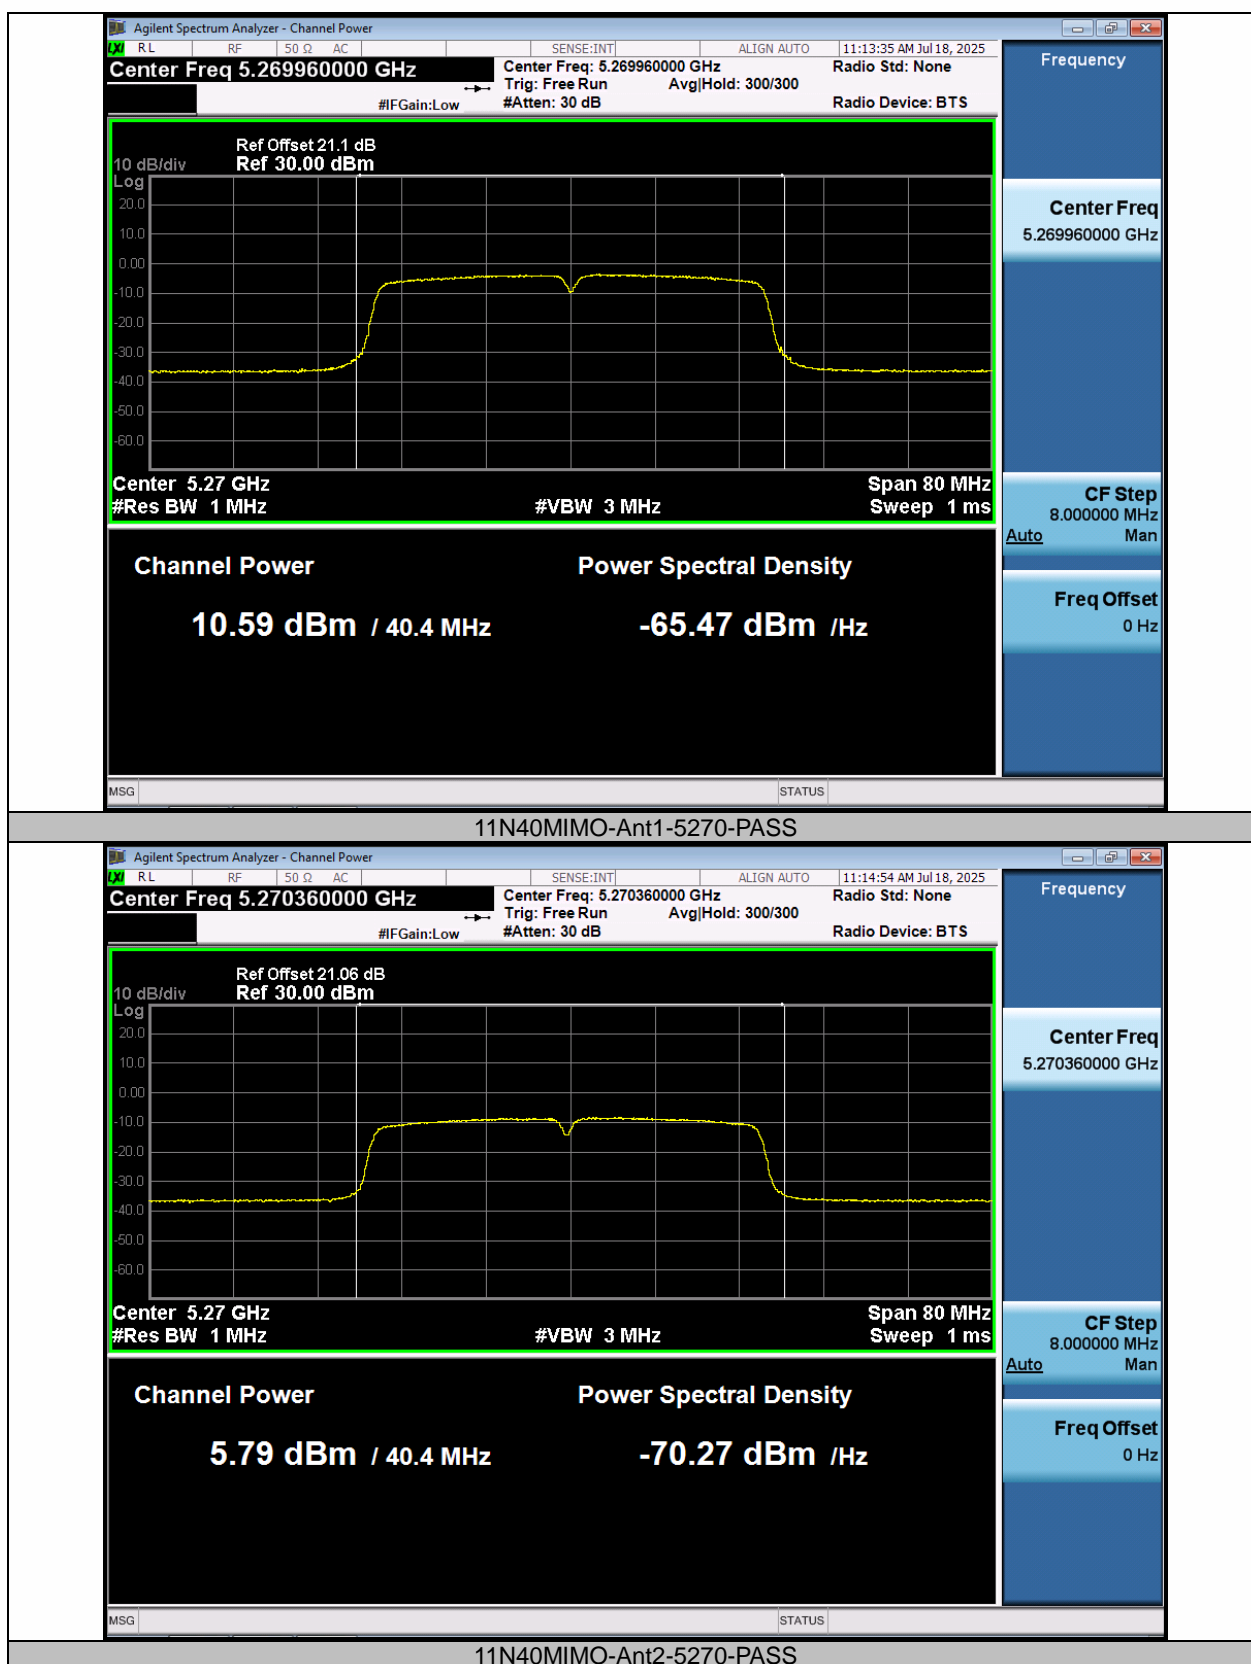 Agilent Spectrum Analyzer - Channel Power
LXI RL RF 50 Ω AC SENSE:INT ALIGN AUTO 11:13:35 AM Jul 18, 2025
Center Freq 5.269960000 GHz
Center Freq: 5.269960000 GHz Radio Std: None
Trig: Free Run Avg|Hold: 300/300
#IFGain:Low #Atten: 30 dB Radio Device: BTS
Ref Offset 21.1 dB
10 dB/div Ref 30.00 dBm
Log
20.0
10.0
0.00
-10.0
-20.0
-30.0
-40.0
-50.0
-60.0
Center 5.27 GHz Span 80 MHz
#Res BW 1 MHz #VBW 3 MHz Sweep 1 ms
Channel Power Power Spectral Density
10.59 dBm / 40.4 MHz -65.47 dBm /Hz
MSG STATUS
Frequency
Center Freq
5.269960000 GHz
CF Step
8.000000 MHz
Auto Man
Freq Offset
0 Hz
11N40MIMO-Ant1-5270-PASS
Agilent Spectrum Analyzer - Channel Power
LXI RL RF 50 Ω AC SENSE:INT ALIGN AUTO 11:14:54 AM Jul 18, 2025
Center Freq 5.270360000 GHz
Center Freq: 5.270360000 GHz Radio Std: None
Trig: Free Run Avg|Hold: 300/300
#IFGain:Low #Atten: 30 dB Radio Device: BTS
Ref Offset 21.06 dB
10 dB/div Ref 30.00 dBm
Log
20.0
10.0
0.00
-10.0
-20.0
-30.0
-40.0
-50.0
-60.0
Center 5.27 GHz Span 80 MHz
#Res BW 1 MHz #VBW 3 MHz Sweep 1 ms
Channel Power Power Spectral Density
5.79 dBm / 40.4 MHz -70.27 dBm /Hz
MSG STATUS
Frequency
Center Freq
5.270360000 GHz
CF Step
8.000000 MHz
Auto Man
Freq Offset
0 Hz
11N40MIMO-Ant2-5270-PASS